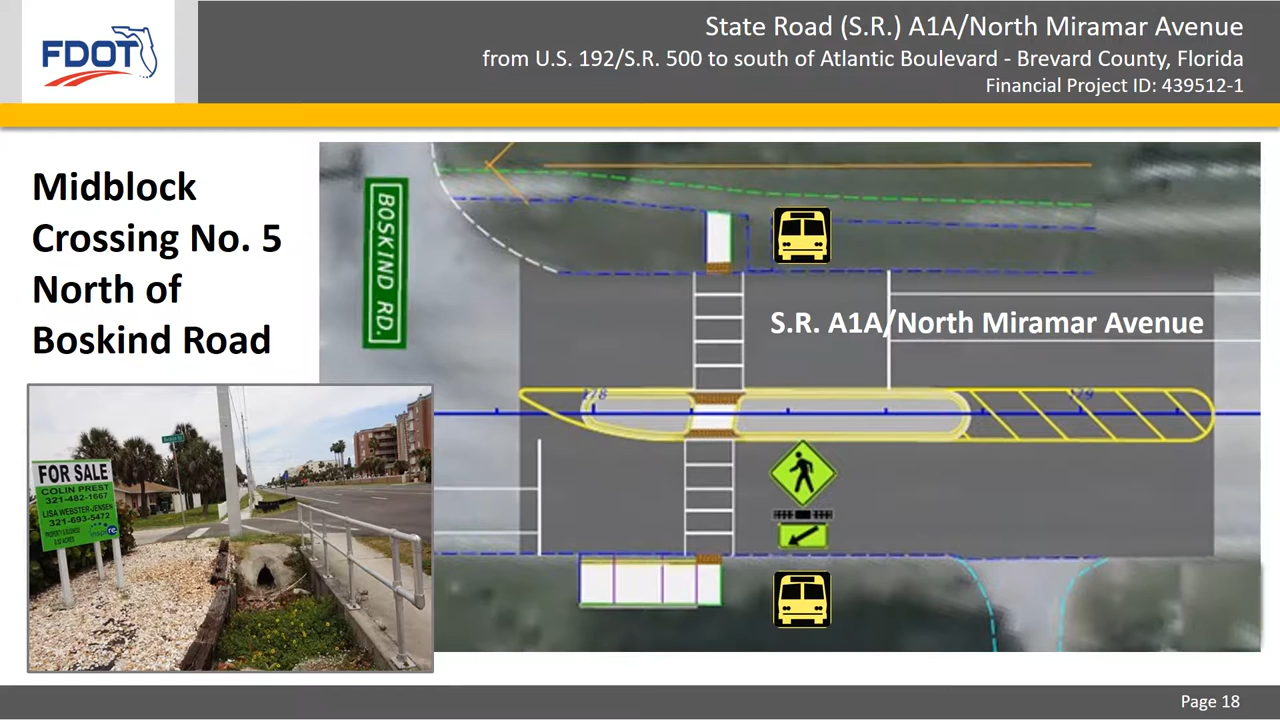 FDOT
State Road (S.R.) A1A/North Miramar Avenue
from U.S. 192/S.R. 500 to south of Atlantic Boulevard - Brevard County, Florida
Financial Project ID: 439512-1
Midblock
Crossing No. 5
North of
Boskind Road
BOSKIND RD.
S.R. A1A/North Miramar Avenue
178
179
FOR SALE
COLIN PREST
321-482-1667
LISA WEBSTER-JENSEN
321-693-5472
Page 18